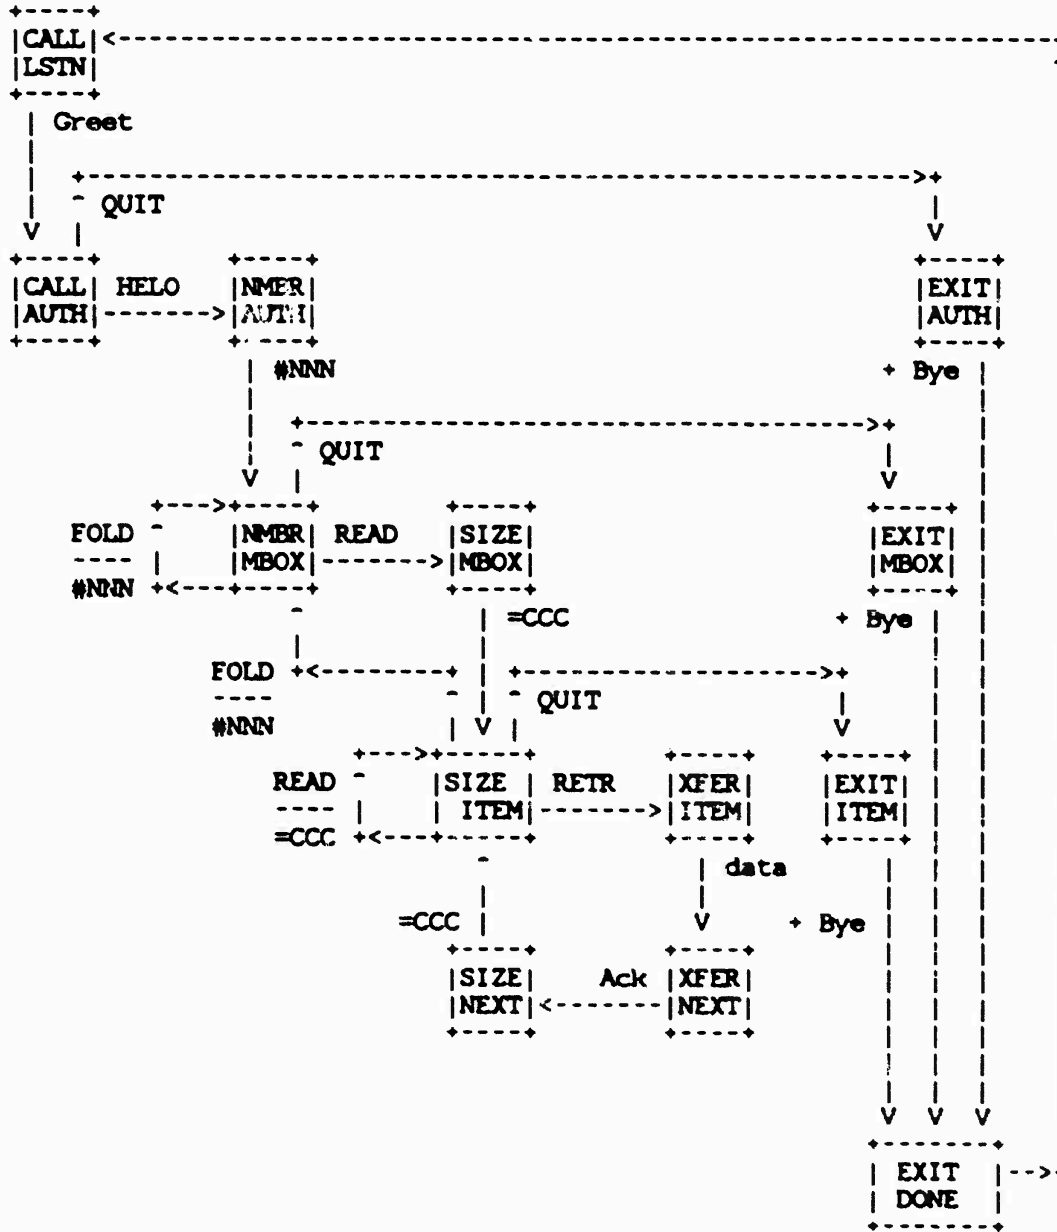 CALL
LSTN
Greet
QUIT
CALL HELO NMBR EXIT
AUTH AUTH AUTH
#NNN + Bye
QUIT
FOLD NMBR READ SIZE EXIT
---- MBOX MBOX MBOX
#NNN
=CCC + Bye
FOLD
----
#NNN QUIT
READ SIZE RETR XFER EXIT
---- ITEM ITEM ITEM
=CCC
data
=CCC + Bye
SIZE Ack XFER
NEXT NEXT
EXIT
DONE